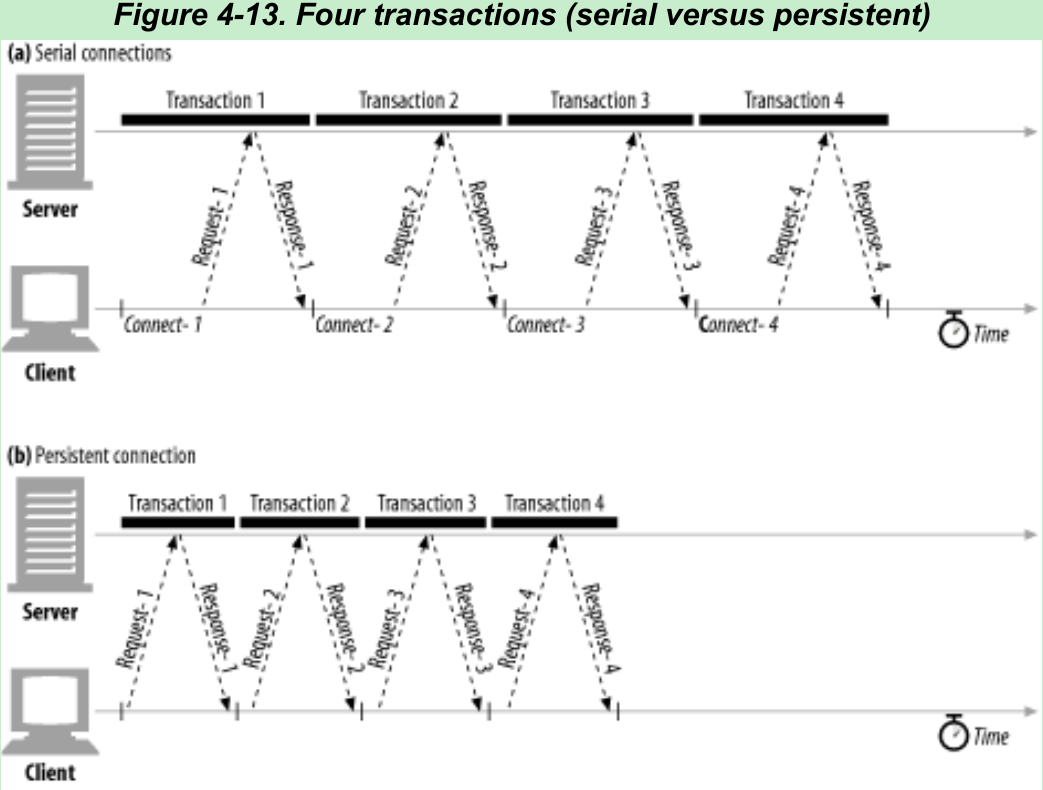 Figure 4-13. Four transactions (serial versus persistent)
(a) Serial connections
Transaction 1 Transaction 2 Transaction 3 Transaction 4
Server
Request- 1 Response- 1 Request- 2 Response- 2 Request- 3 Response- 3 Request- 4 Response- 4
Connect- 1 Connect- 2 Connect- 3 Connect- 4
Time
Client
(b) Persistent connection
Transaction 1 Transaction 2 Transaction 3 Transaction 4
Server
Request- 1 Response- 1 Request- 2 Response- 2 Request- 3 Response- 3 Request- 4 Response- 4
Time
Client